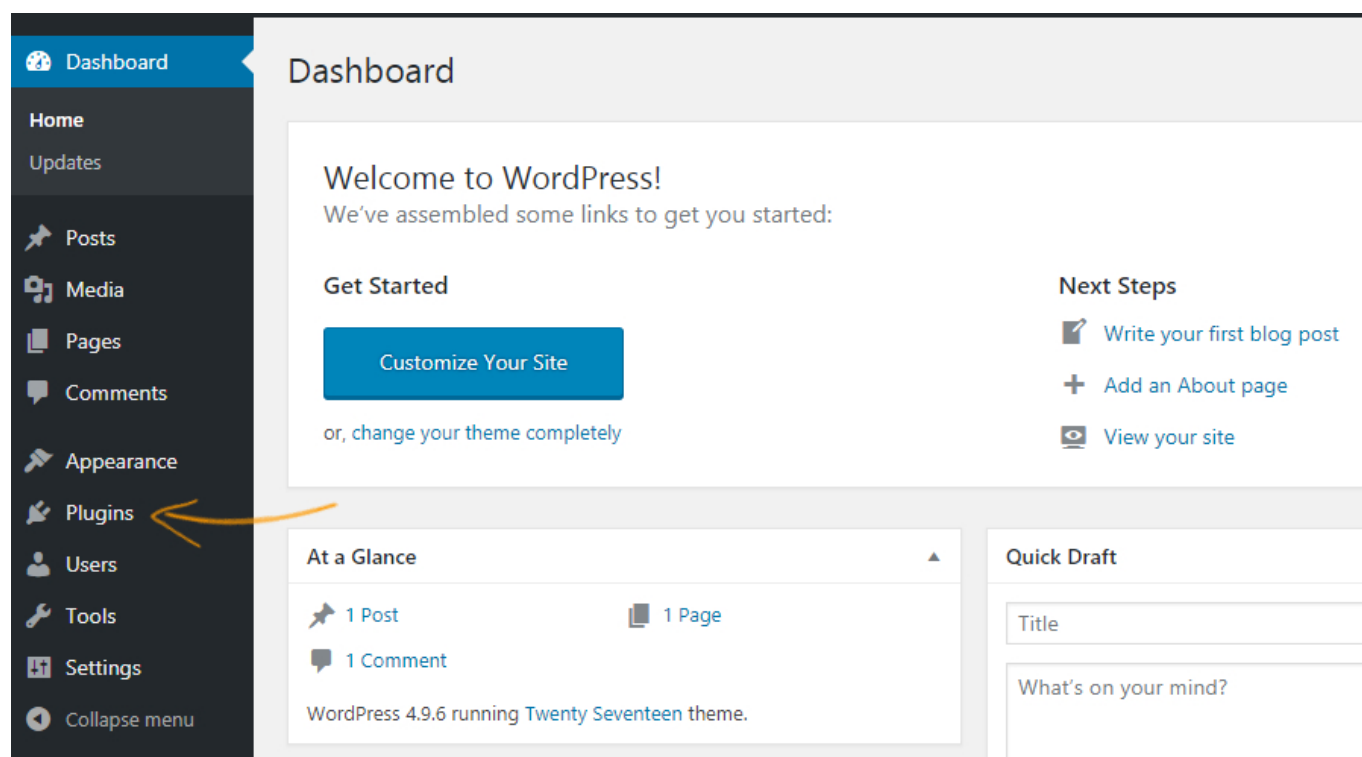 Dashboard
Home
Updates
Posts
Media
Pages
Comments
Appearance
Plugins
Users
Tools
Settings
Collapse menu
Dashboard
Welcome to WordPress!
We've assembled some links to get you started:
Get Started
Customize Your Site
or, change your theme completely
Next Steps
Write your first blog post
Add an About page
View your site
At a Glance
1 Post
1 Page
1 Comment
WordPress 4.9.6 running Twenty Seventeen theme.
Quick Draft
Title
What's on your mind?